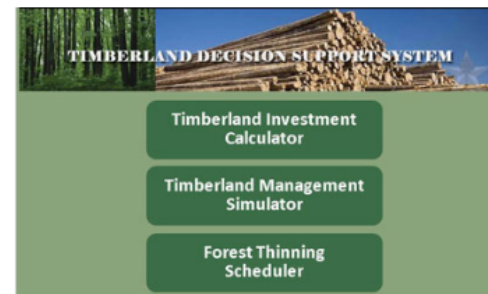 TIMBERLAND DECISION SUPPORT SYSTEM
Timberland Investment
Calculator
Timberland Management
Simulator
Forest Thinning
Scheduler